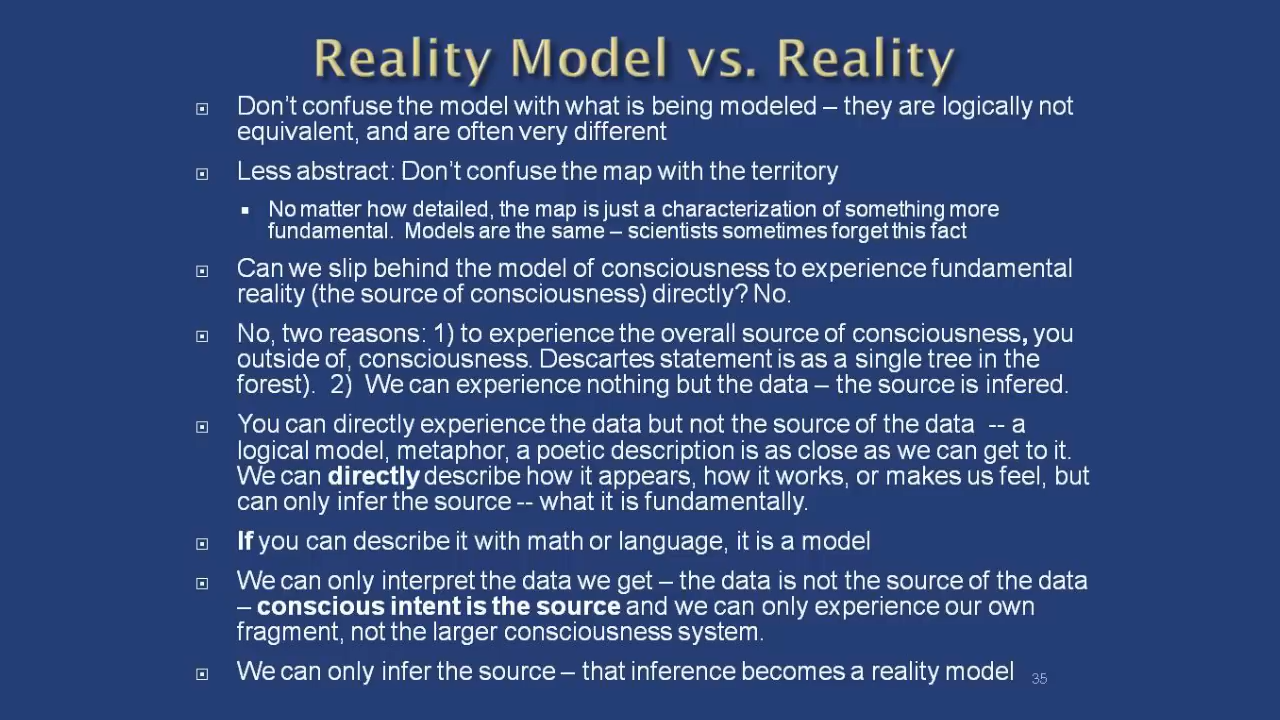 Reality Model vs. Reality
Don't confuse the model with what is being modeled – they are logically not
equivalent, and are often very different
Less abstract: Don't confuse the map with the territory
No matter how detailed, the map is just a characterization of something more
fundamental. Models are the same – scientists sometimes forget this fact
Can we slip behind the model of consciousness to experience fundamental
reality (the source of consciousness) directly? No.
No, two reasons: 1) to experience the overall source of consciousness, you
outside of, consciousness. Descartes statement is as a single tree in the
forest). 2) We can experience nothing but the data – the source is infered.
You can directly experience the data but not the source of the data -- a
logical model, metaphor, a poetic description is as close as we can get to it.
We can directly describe how it appears, how it works, or makes us feel, but
can only infer the source -- what it is fundamentally.
If you can describe it with math or language, it is a model
We can only interpret the data we get – the data is not the source of the data
– conscious intent is the source and we can only experience our own
fragment, not the larger consciousness system.
We can only infer the source – that inference becomes a reality model
35